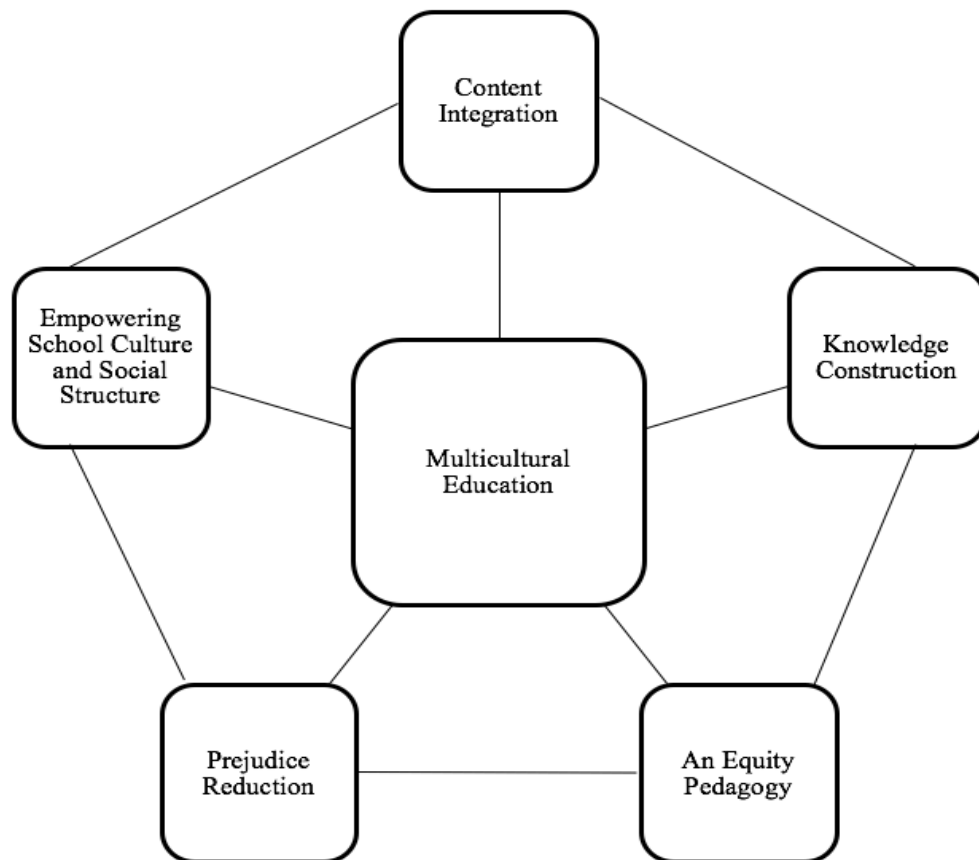 Content
Integration
Empowering
School Culture
and Social
Structure
Knowledge
Construction
Multicultural
Education
Prejudice
Reduction
An Equity
Pedagogy